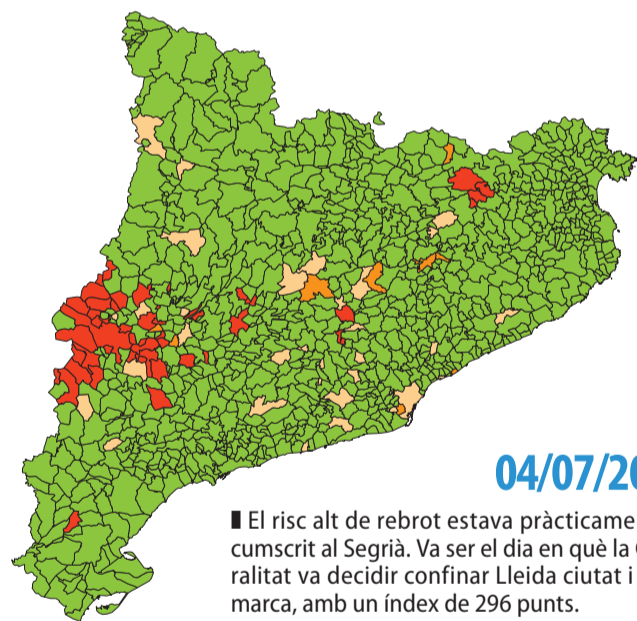 04/07/20
El risc alt de rebrot estava pràcticame
cumscrit al Segrià. Va ser el dia en què la
ralitat va decidir confinar Lleida ciutat i
marca, amb un índex de 296 punts.